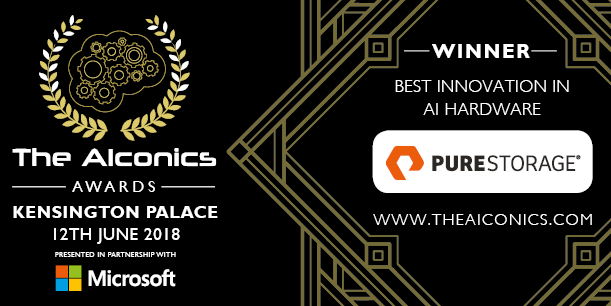 The AIconics
AWARDS
KENSINGTON PALACE
12TH JUNE 2018
PRESENTED IN PARTNERSHIP WITH
Microsoft
WINNER
BEST INNOVATION IN
AI HARDWARE
PURESTORAGE®
WWW.THEAICONICS.COM